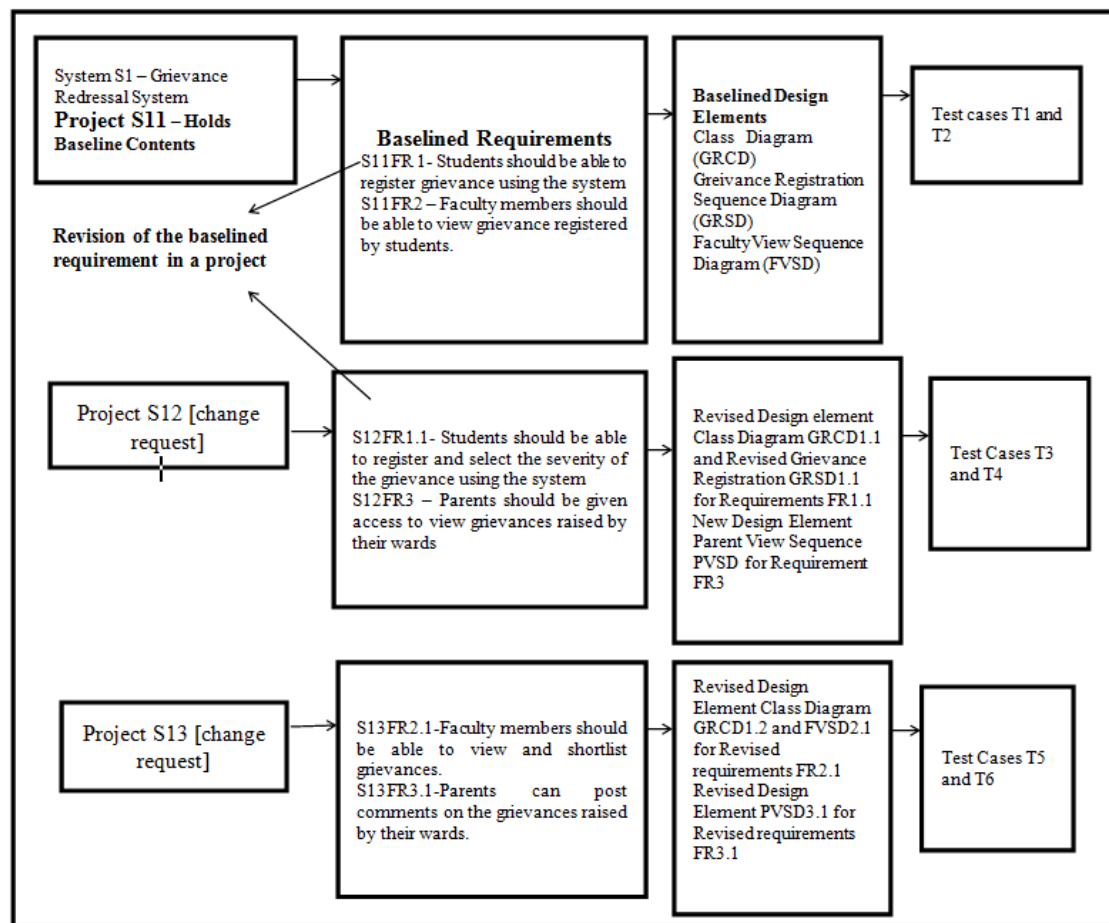 System S1 – Grievance
Redressal System
Project S11 – Holds
Baseline Contents
Baselined Requirements
S11FR 1- Students should be able to
register grievance using the system
S11FR2 – Faculty members should
be able to view grievance registered
by students.
Baselined Design
Elements
Class Diagram
(GRCD)
Greivance Registration
Sequence Diagram
(GRSD)
Faculty View Sequence
Diagram (FVSD)
Test cases T1 and
T2
Revision of the baselined
requirement in a project
Project S12 [change
request]
S12FR1.1- Students should be able
to register and select the severity of
the grievance using the system
S12FR3 – Parents should be given
access to view grievances raised by
their wards
Revised Design element
Class Diagram GRCD1.1
and Revised Grievance
Registration GRSD1.1
for Requirements FR1.1
New Design Element
Parent View Sequence
PVSD for Requirement
FR3
Test Cases T3
and T4
Project S13 [change
request]
S13FR2.1-Faculty members should
be able to view and shortlist
grievances.
S13FR3.1-Parents can post
comments on the grievances raised
by their wards.
Revised Design
Element Class Diagram
GRCD1.2 and FVSD2.1
for Revised
requirements FR2.1
Revised Design
Element PVSD3.1 for
Revised requirements
FR3.1
Test Cases T5
and T6